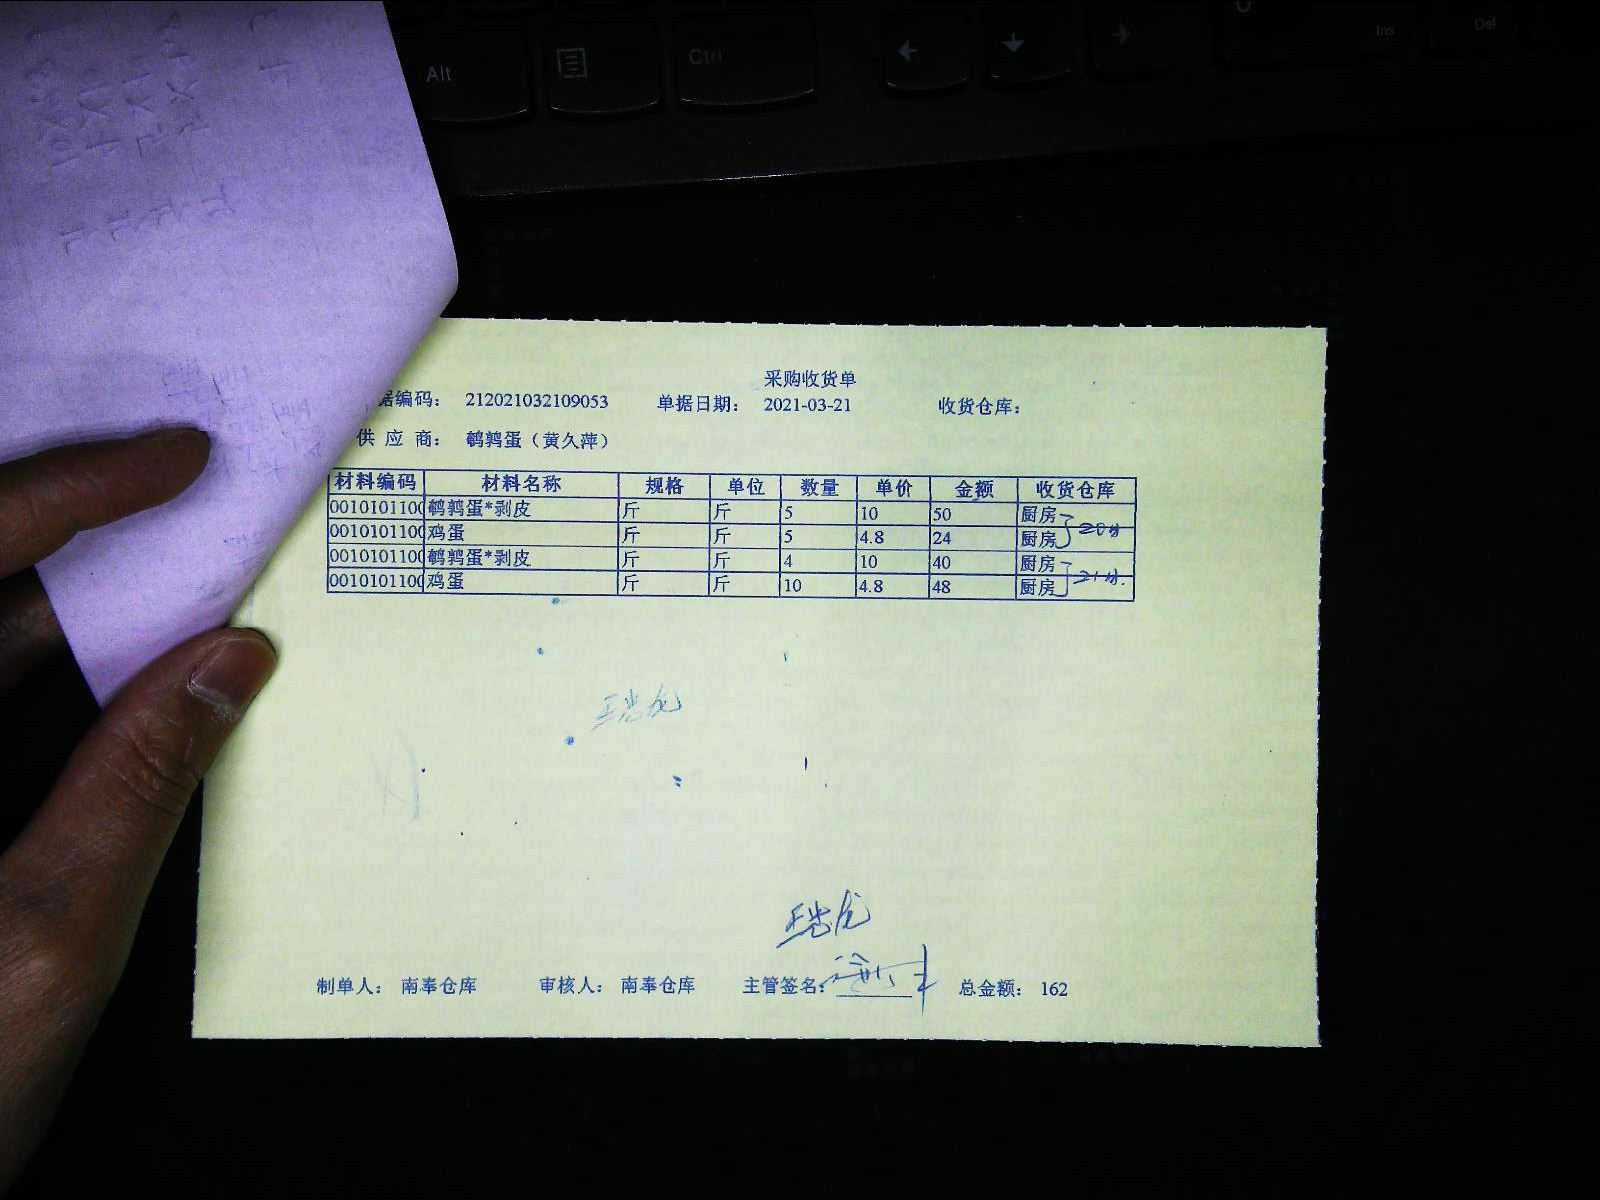 Alt
Ctrl
Ins
Del
采购收货单
据编码： 212021032109053 单据日期： 2021-03-21 收货仓库：
供 应 商： 鹌鹑蛋（黄久萍）
材料编码 材料名称 规格 单位 数量 单价 金额 收货仓库
0010101100 鹌鹑蛋*剥皮 斤 斤 5 10 50 厨房
0010101100 鸡蛋 斤 斤 5 4.8 24 厨房
0010101100 鹌鹑蛋*剥皮 斤 斤 4 10 40 厨房
0010101100 鸡蛋 斤 斤 10 4.8 48 厨房
制单人： 南奉仓库 审核人： 南奉仓库 主管签名： 总金额： 162